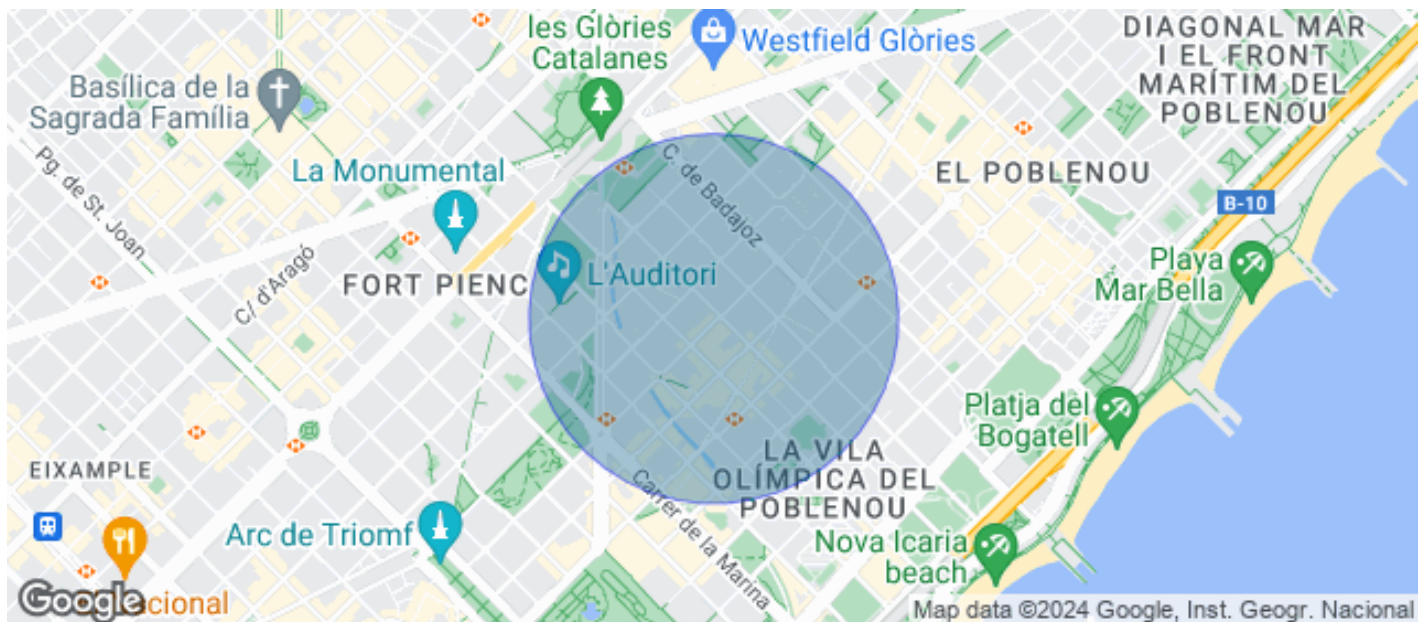 les Glòries
Catalanes
Westfield Glòries
DIAGONAL MAR
I EL FRONT
MARÍTIM DEL
POBLENOU
Basílica de la
Sagrada Família
Pg. de St. Joan
La Monumental
C. de Badajoz
EL POBLENOU
B-10
C/ d'Aragó
FORT PIENC
L'Auditori
Playa
Mar Bella
Platja del
Bogatell
LA VILA
OLÍMPICA DEL
POBLENOU
EIXAMPLE
Carrer de la Marina
Arc de Triomf
Nova Icaria
beach
Google
nacional
Map data ©2024 Google, Inst. Geogr. Nacional